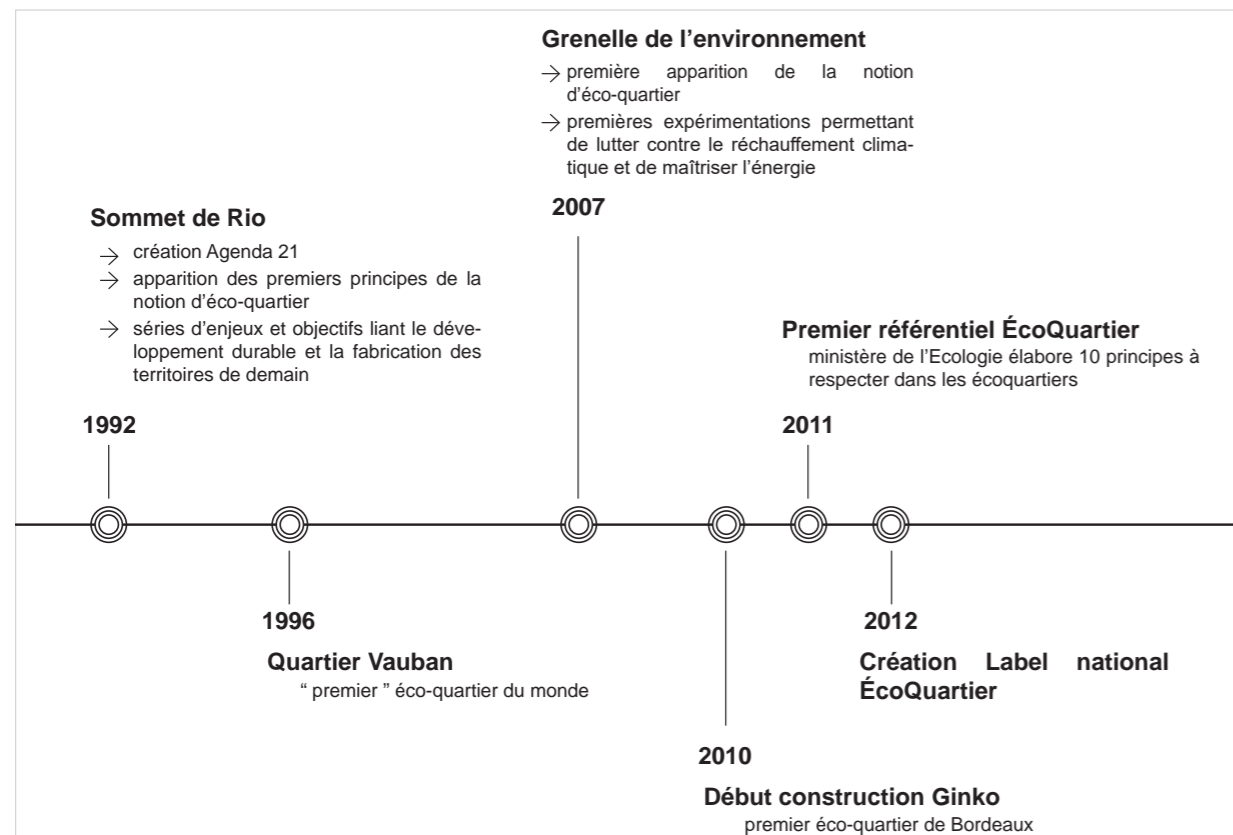 Grenelle de l'environnement
→ première apparition de la notion
d'éco-quartier
→ premières expérimentations permettant
de lutter contre le réchauffement clima-
tique et de maîtriser l'énergie
2007
Sommet de Rio
→ création Agenda 21
→ apparition des premiers principes de la
notion d'éco-quartier
→ séries d'enjeux et objectifs liant le déve-
loppement durable et la fabrication des
territoires de demain
1992
Premier référentiel ÉcoQuartier
ministère de l'Ecologie élabore 10 principes à
respecter dans les écoquartiers
2011
1996
Quartier Vauban
“ premier ” éco-quartier du monde
2012
Création Label national
ÉcoQuartier
2010
Début construction Ginko
premier éco-quartier de Bordeaux